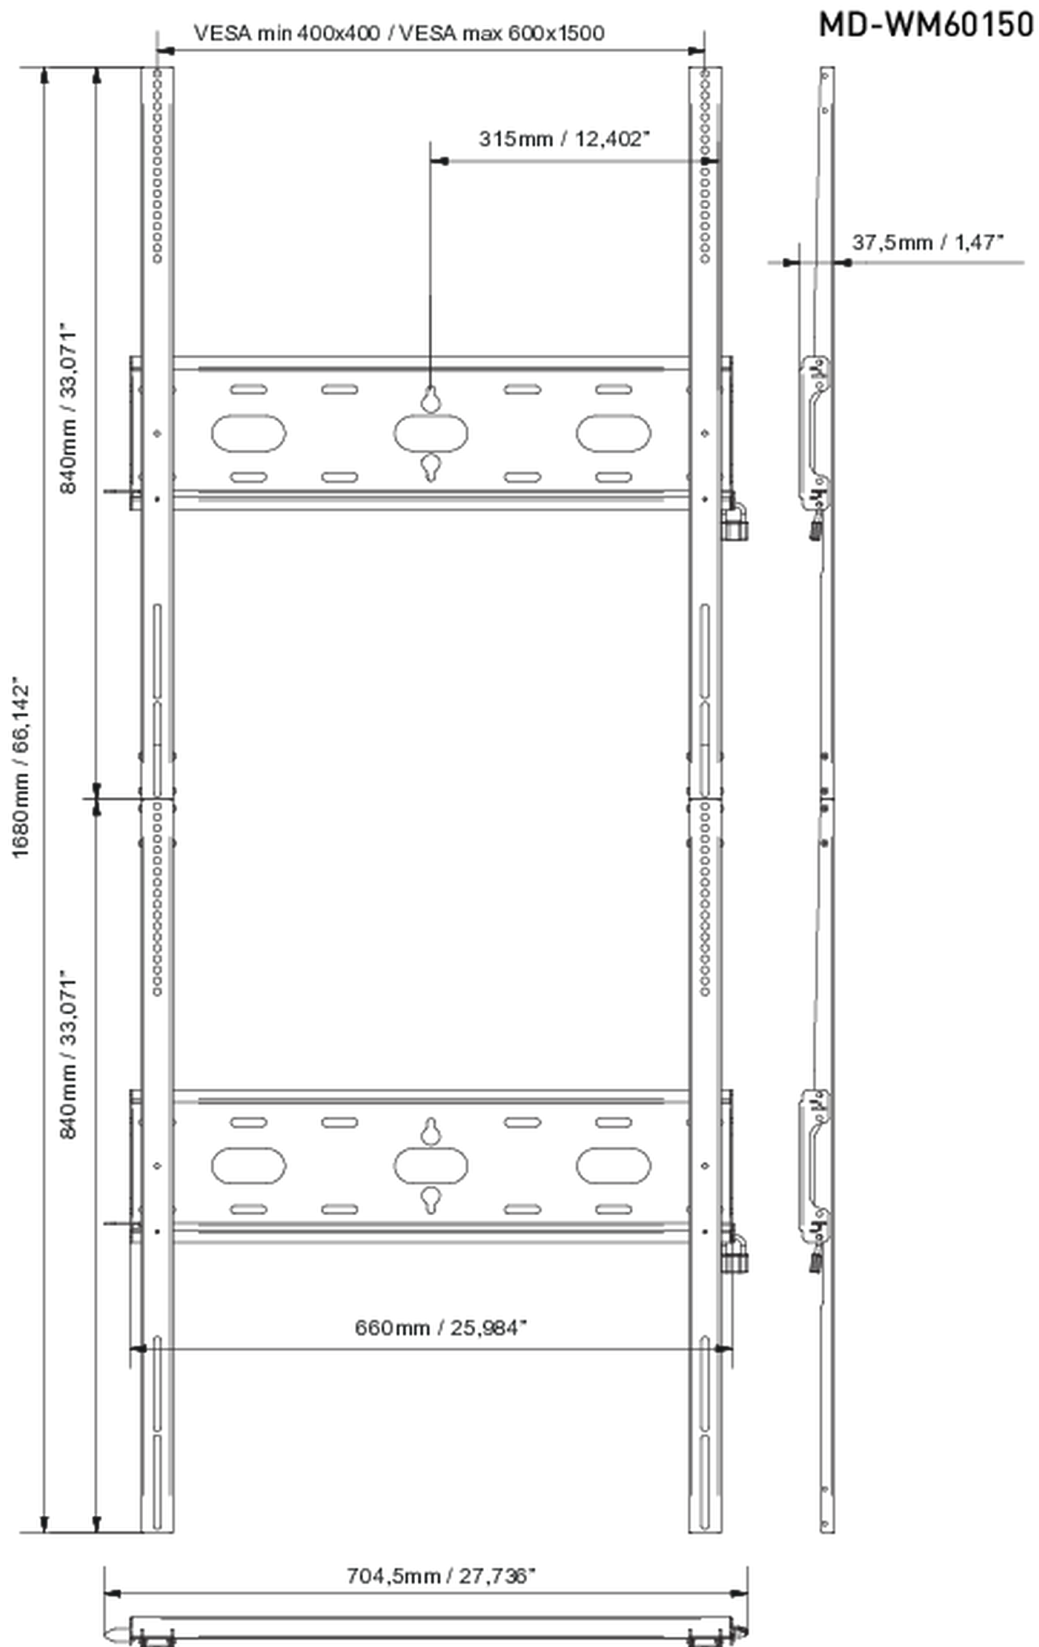 MD-WM60150
VESA min 400x400 / VESA max 600x1500
315mm / 12,402"
37,5mm / 1,47"
840mm / 33,071"
1680mm / 66,142"
840mm / 33,071"
660mm / 25,984"
704,5mm / 27,736"